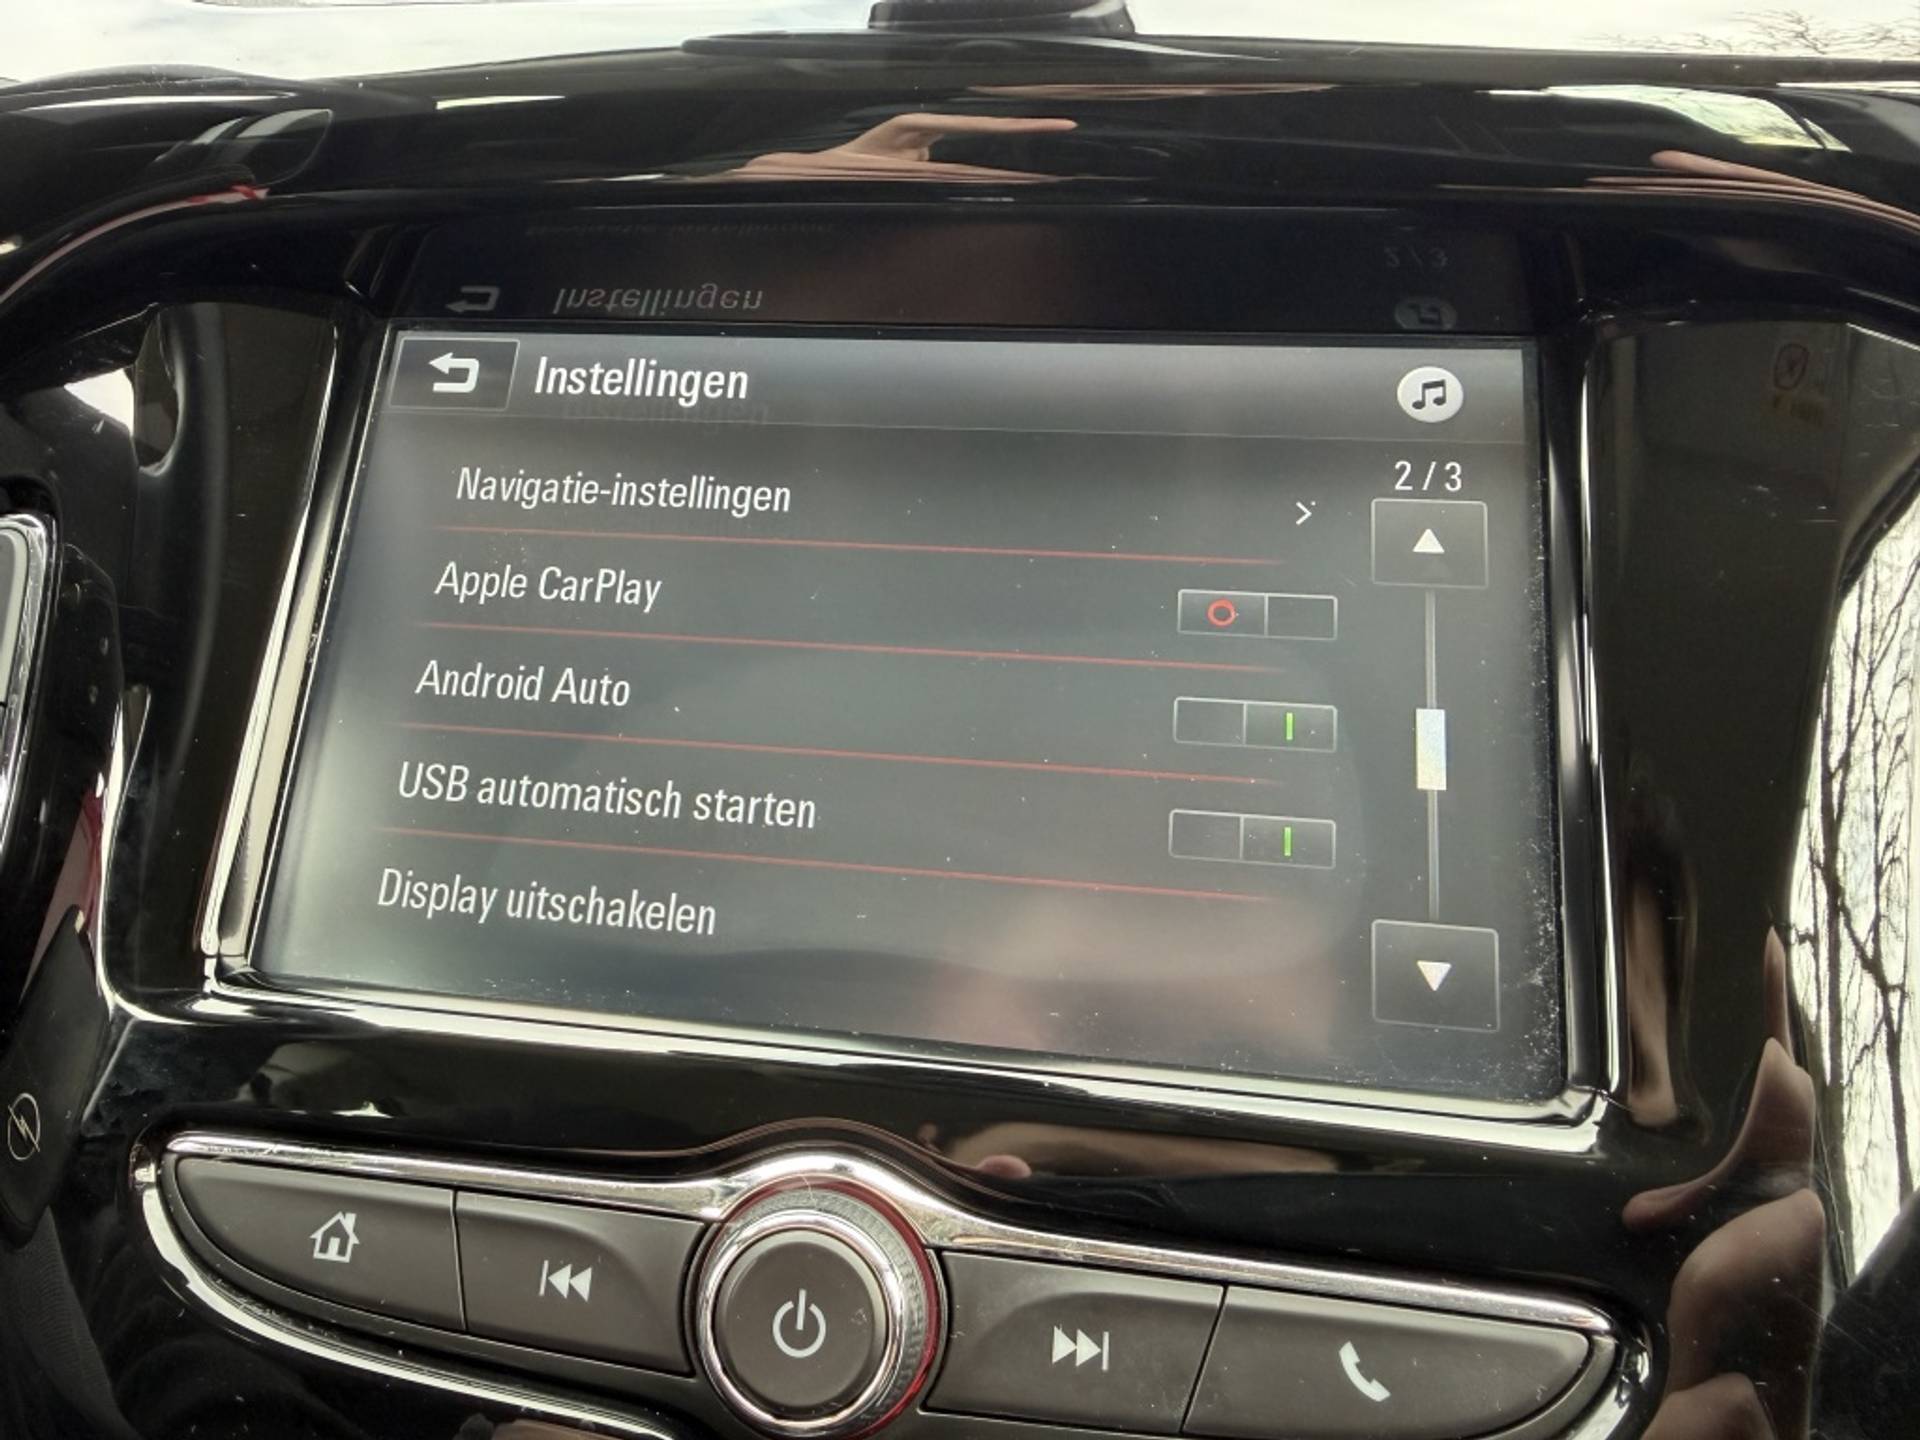 Instellingen
2 / 3
Navigatie-instellingen
Apple CarPlay
Android Auto
USB automatisch starten
Display uitschakelen